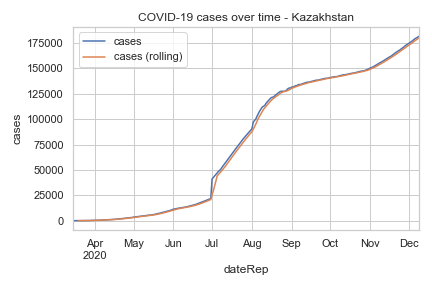 COVID-19 cases over time - Kazakhstan
cases
cases (rolling)
175000
150000
125000
100000
75000
50000
25000
0
cases
Apr May Jun Jul Aug Sep Oct Nov Dec
2020
dateRep